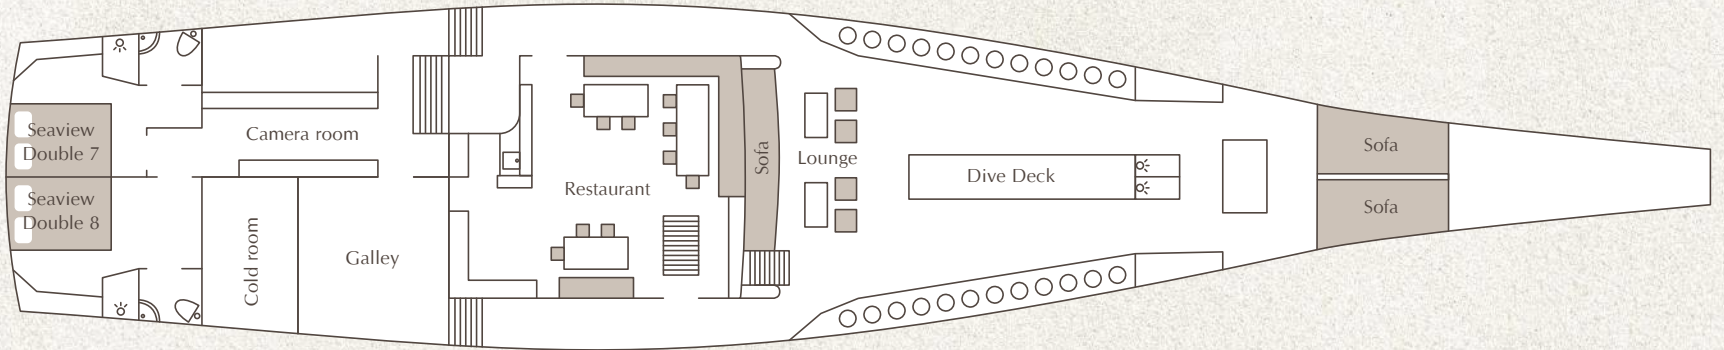 Seaview
Double 7
Seaview
Double 8
Camera room
Cold room
Galley
Restaurant
Sofa
Lounge
Dive Deck
Sofa
Sofa